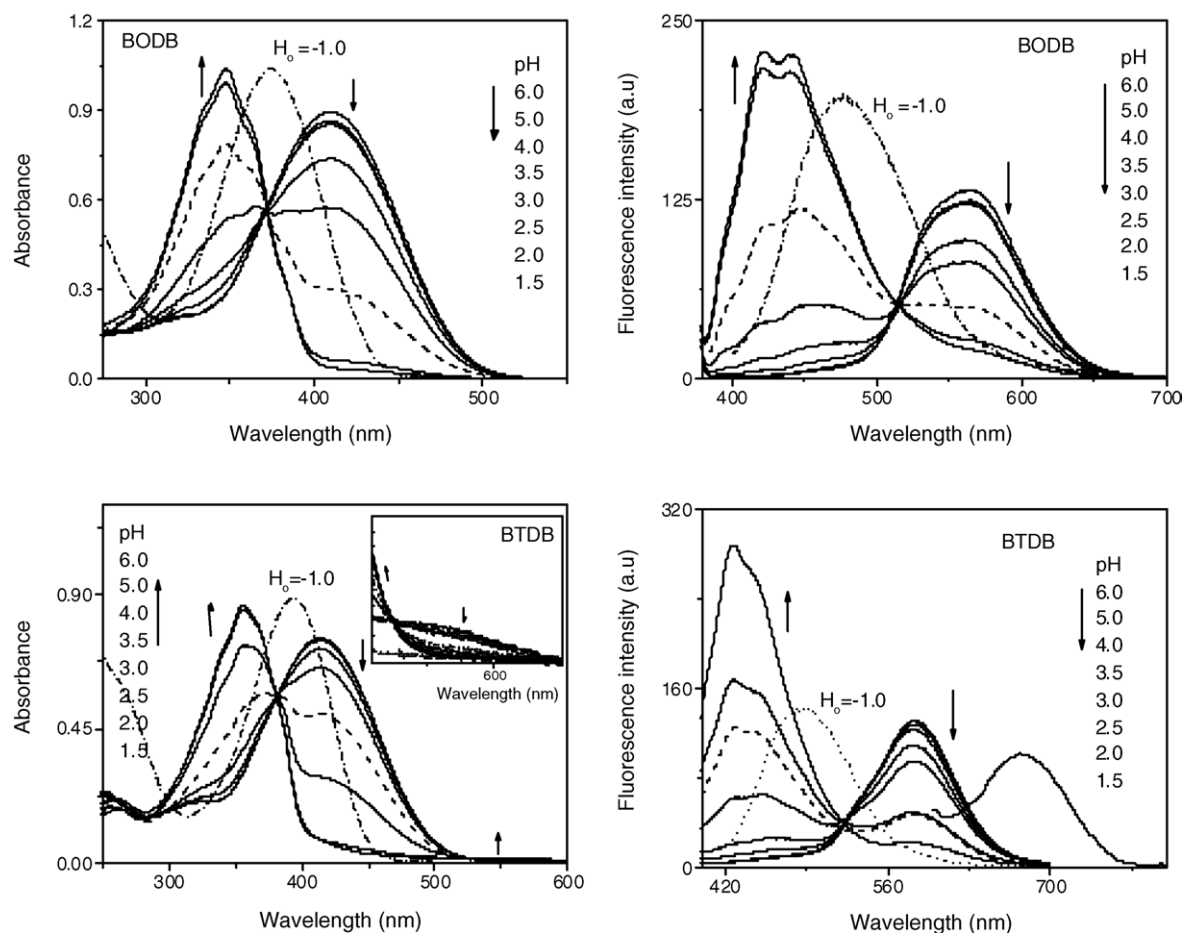 BODB
H_o = -1.0
pH
6.0
5.0
4.0
3.5
3.0
2.5
2.0
1.5
1.2
0.9
0.6
0.3
0.0
Absorbance
300
400
500
Wavelength (nm)
BODB
H_o = -1.0
pH
6.0
5.0
4.0
3.5
3.0
2.5
2.0
1.5
250
125
0
Fluorescence intensity (a.u)
400
500
600
700
Wavelength (nm)
pH
6.0
5.0
4.0
3.5
3.0
2.5
2.0
1.5
H_o=-1.0
BTDB
600
Wavelength (nm)
0.90
0.45
0.00
Absorbance
300
400
500
600
Wavelength (nm)
BTDB
H_o=-1.0
pH
6.0
5.0
4.0
3.5
3.0
2.5
2.0
1.5
320
160
0
Fluorescence intensity (a.u)
420
560
700
Wavelength (nm)